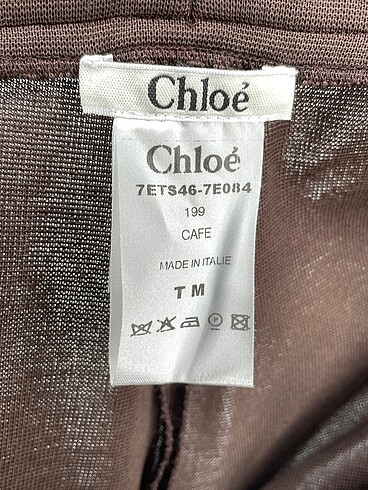 Chloé
Chloé
7ETS46-7E084
199
CAFE
MADE IN ITALIE
T M